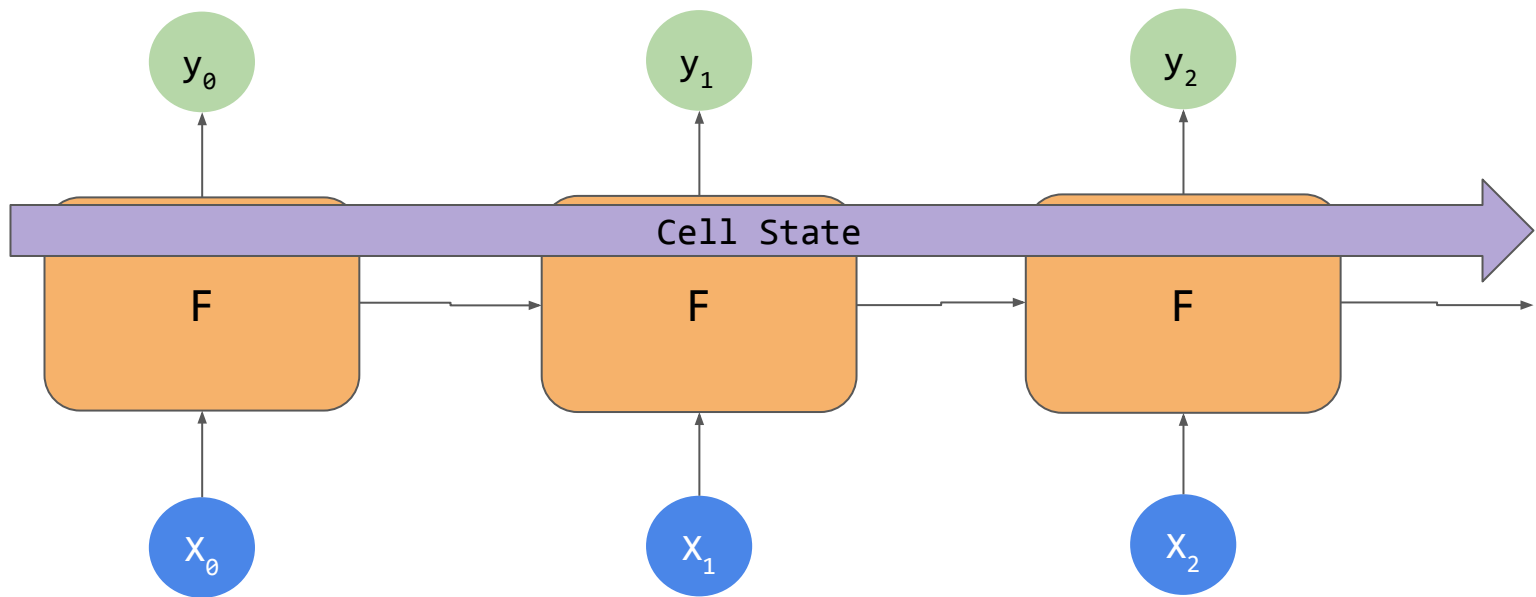 y₀ y₁ y₂
Cell State
F F F
X₀ X₁ X₂